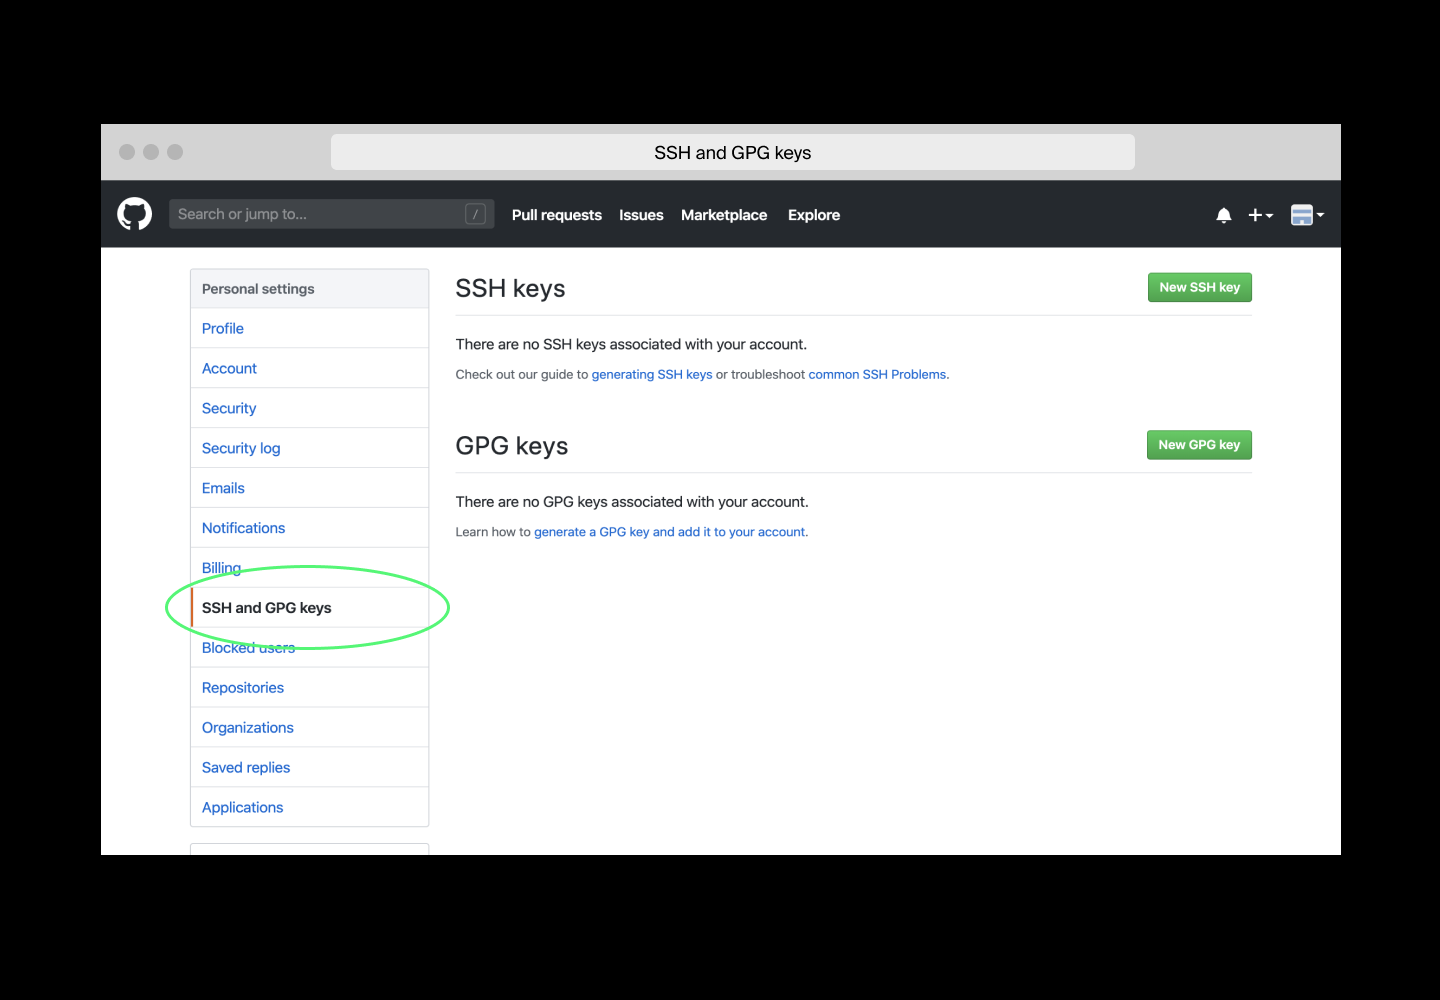 SSH and GPG keys
Search or jump to... /
Pull requests Issues Marketplace Explore
Personal settings
Profile
Account
Security
Security log
Emails
Notifications
Billing
SSH and GPG keys
Blocked users
Repositories
Organizations
Saved replies
Applications
SSH keys
New SSH key
There are no SSH keys associated with your account.
Check out our guide to generating SSH keys or troubleshoot common SSH Problems.
GPG keys
New GPG key
There are no GPG keys associated with your account.
Learn how to generate a GPG key and add it to your account.